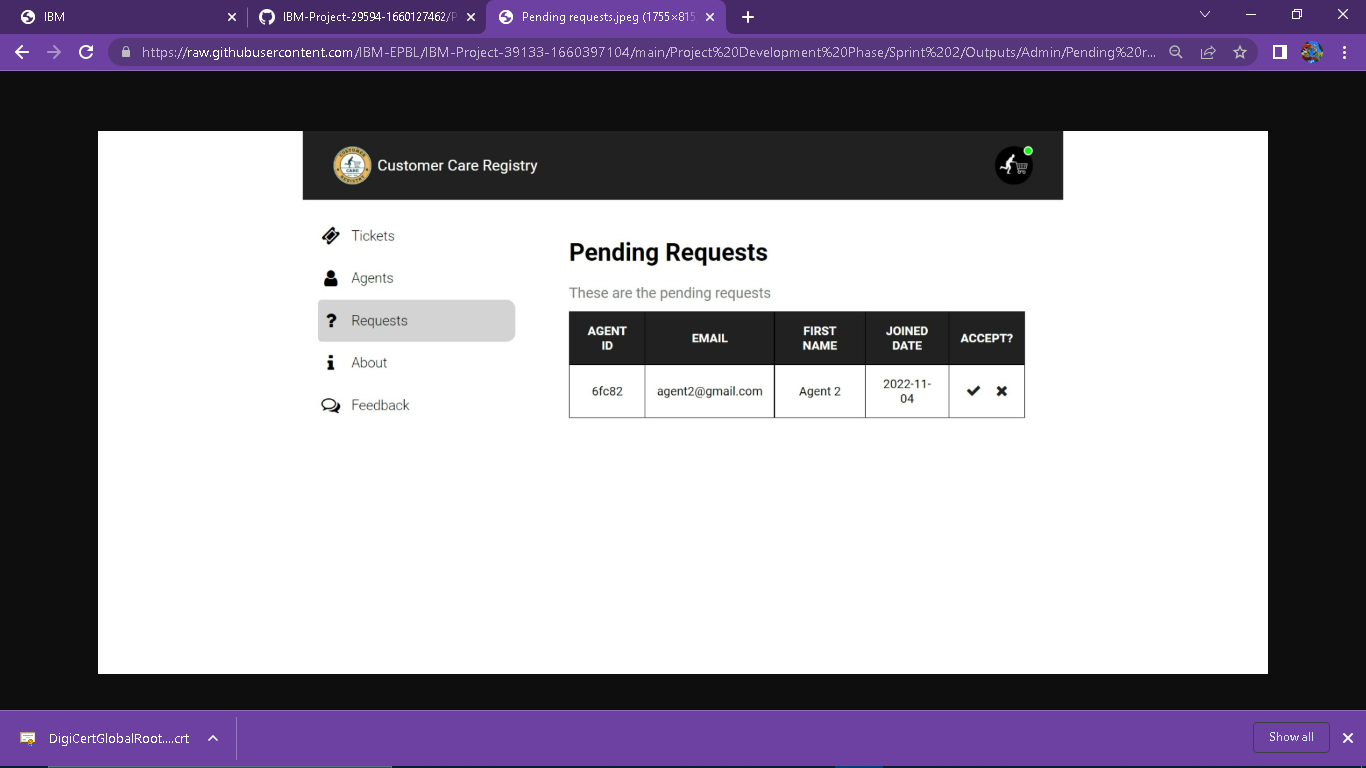 IBM
IBM-Project-29594-1660127462/P
Pending requests.jpeg (1755×815
https://raw.githubusercontent.com/IBM-EPBL/IBM-Project-39133-1660397104/main/Project%20Development%20Phase/Sprint%202/Outputs/Admin/Pending%20r...
CUSTOMER
CARE
REGISTRY
Customer Care Registry
Tickets
Agents
? Requests
About
Feedback
Pending Requests
These are the pending requests
AGENT ID EMAIL FIRST NAME JOINED DATE ACCEPT?
6fc82 agent2@gmail.com Agent 2 2022-11-04
DigiCertGlobalRoot....crt
Show all